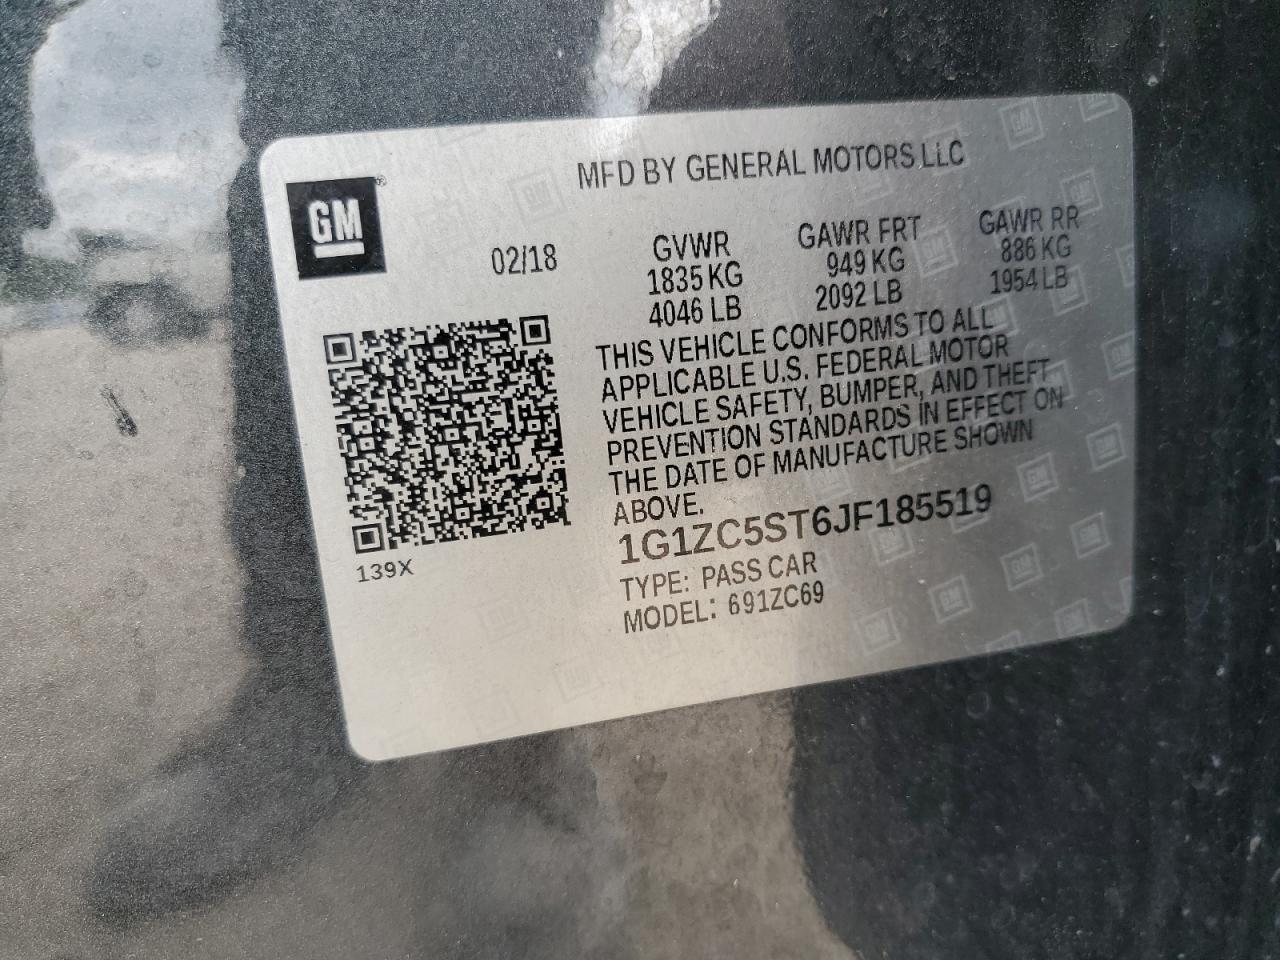 MFD BY GENERAL MOTORS LLC
GM®
02/18
GVWR GAWR FRT GAWR RR
1835 KG 949 KG 886 KG
4046 LB 2092 LB 1954 LB
THIS VEHICLE CONFORMS TO ALL
APPLICABLE U.S. FEDERAL MOTOR
VEHICLE SAFETY, BUMPER, AND THEFT
PREVENTION STANDARDS IN EFFECT ON
THE DATE OF MANUFACTURE SHOWN
ABOVE.
1G1ZC5ST6JF185519
139X
TYPE: PASS CAR
MODEL: 691ZC69